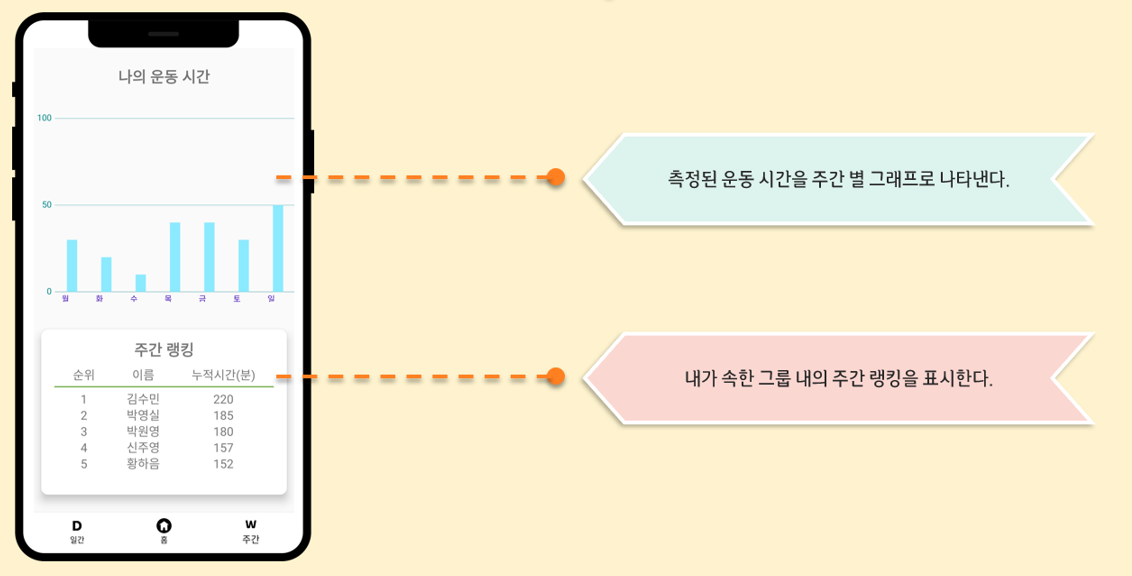 나의 운동 시간
100
50
0
월 화 수 목 금 토 일
주간 랭킹
순위 이름 누적시간(분)
1 김수민 220
2 박영실 185
3 박원영 180
4 신주영 157
5 황하음 152
D W
일간 홈 주간
측정된 운동 시간을 주간 별 그래프로 나타낸다.
내가 속한 그룹 내의 주간 랭킹을 표시한다.